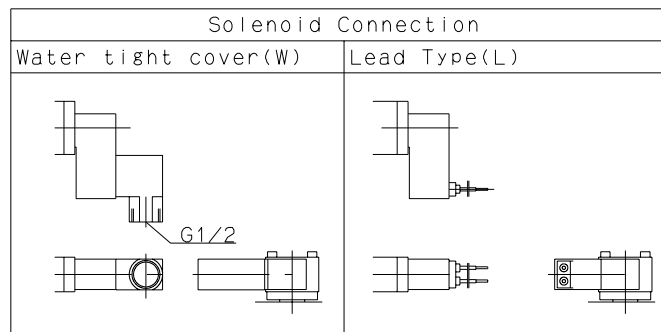 Solenoid Connection
Water tight cover(W)
Lead Type(L)
G1/2